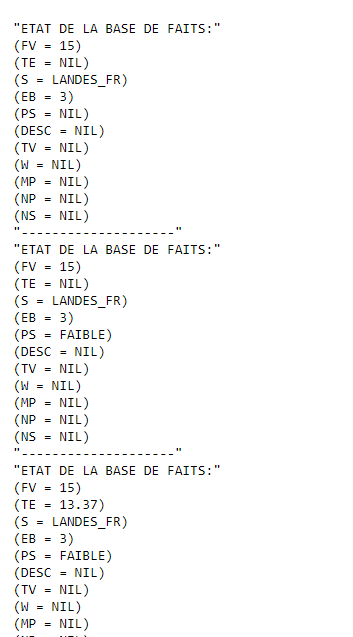 "ETAT DE LA BASE DE FAITS:"
(FV = 15)
(TE = NIL)
(S = LANDES_FR)
(EB = 3)
(PS = NIL)
(DESC = NIL)
(TV = NIL)
(W = NIL)
(MP = NIL)
(NP = NIL)
(NS = NIL)
"--------------------"
"ETAT DE LA BASE DE FAITS:"
(FV = 15)
(TE = NIL)
(S = LANDES_FR)
(EB = 3)
(PS = FAIBLE)
(DESC = NIL)
(TV = NIL)
(W = NIL)
(MP = NIL)
(NP = NIL)
(NS = NIL)
"--------------------"
"ETAT DE LA BASE DE FAITS:"
(FV = 15)
(TE = 13.37)
(S = LANDES_FR)
(EB = 3)
(PS = FAIBLE)
(DESC = NIL)
(TV = NIL)
(W = NIL)
(MP = NIL)